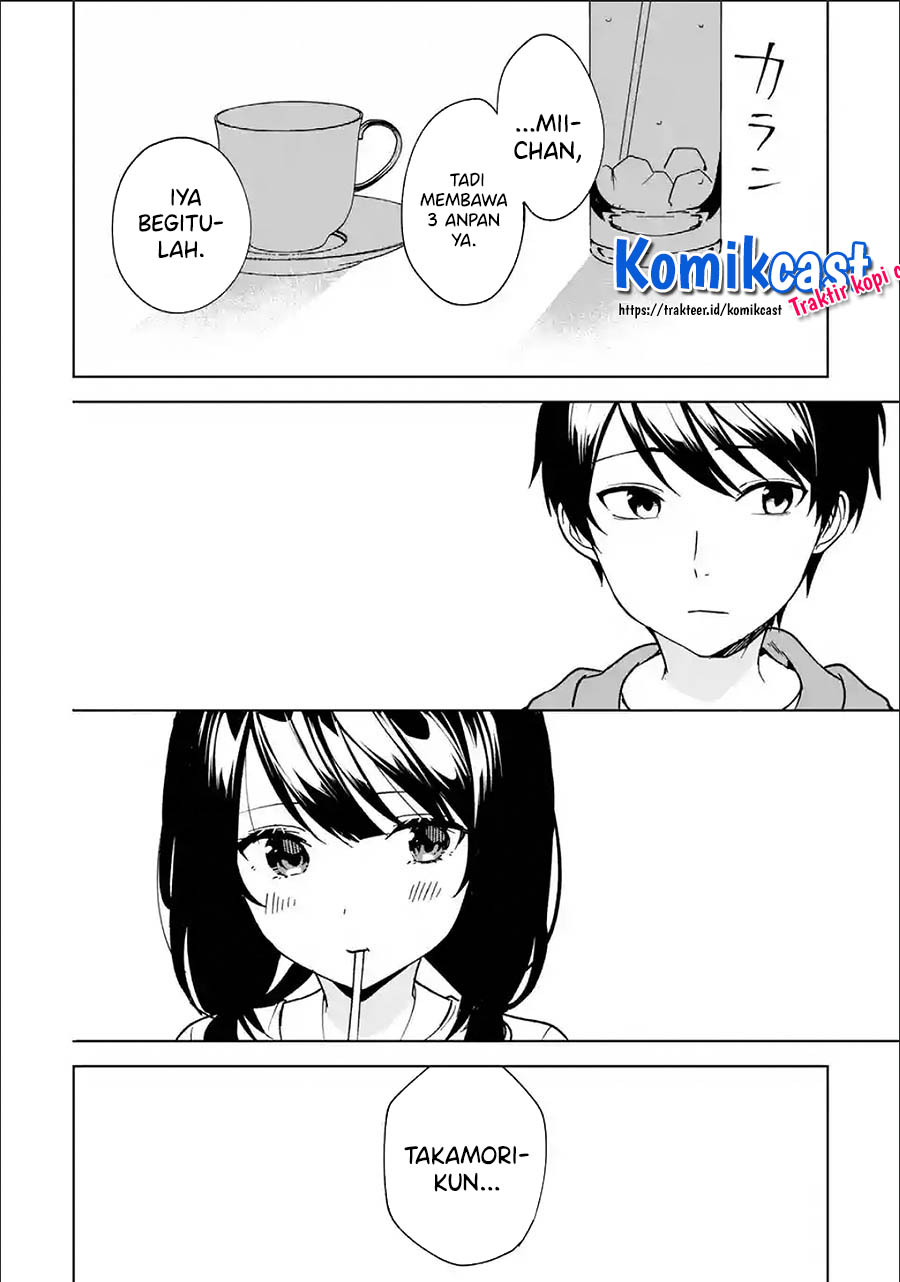 カラン
...MII-
CHAN,
TADI
MEMBAWA
3 ANPAN
YA.
IYA
BEGITU-
LAH.
Komikcast
https://trakteer.id/komikcast
Traktir kopi
TAKAMORI-
KUN...